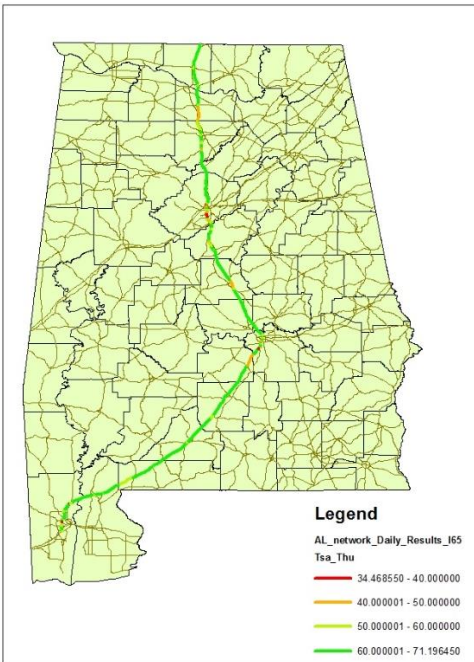 Legend
AL_network_Daily_Results_I65
Tsa_Thu
34.468550 - 40.000000
40.000001 - 50.000000
50.000001 - 60.000000
60.000001 - 71.196450